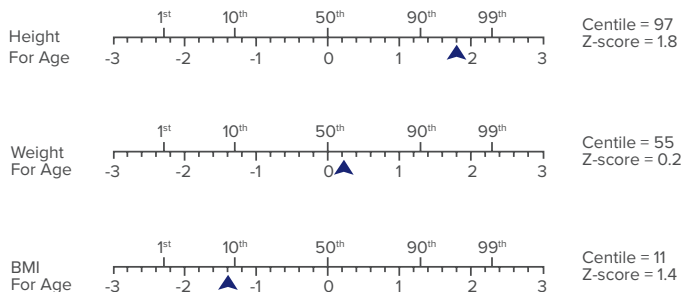 1st 10th 50th 90th 99th
Height For Age
-3 -2 -1 0 1 2 3
Centile = 97
Z-score = 1.8
1st 10th 50th 90th 99th
Weight For Age
-3 -2 -1 0 1 2 3
Centile = 55
Z-score = 0.2
1st 10th 50th 90th 99th
BMI For Age
-3 -2 -1 0 1 2 3
Centile = 11
Z-score = 1.4